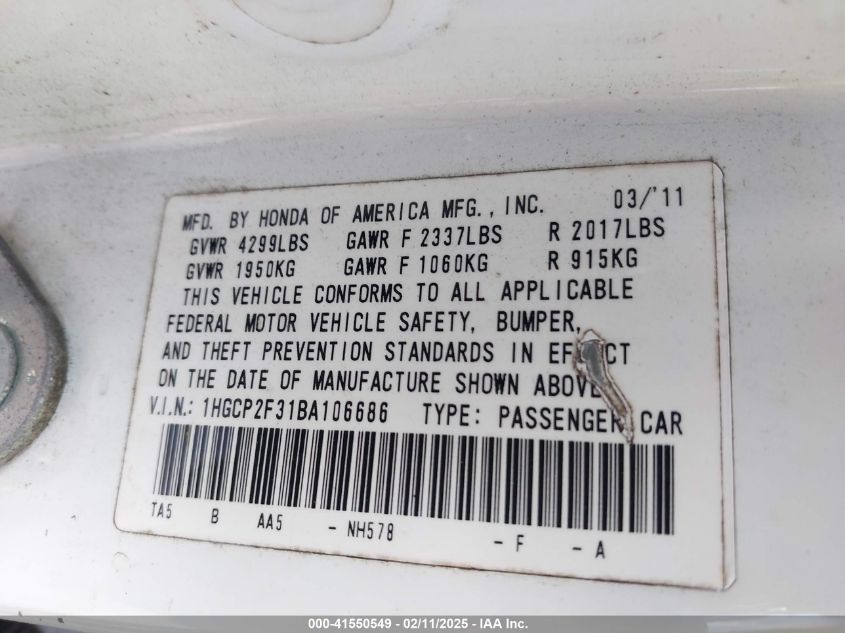 MFD. BY HONDA OF AMERICA MFG., INC. 03/'11
GVWR 4299LBS GAWR F 2337LBS R 2017LBS
GVWR 1950KG GAWR F 1060KG R 915KG
THIS VEHICLE CONFORMS TO ALL APPLICABLE
FEDERAL MOTOR VEHICLE SAFETY, BUMPER,
AND THEFT PREVENTION STANDARDS IN EFFECT
ON THE DATE OF MANUFACTURE SHOWN ABOVE.
V.I.N.: 1HGCP2F31BA106686 TYPE: PASSENGER CAR
TA5 B AA5 - NH578 - F - A
000-41550549 - 02/11/2025 - IAA Inc.